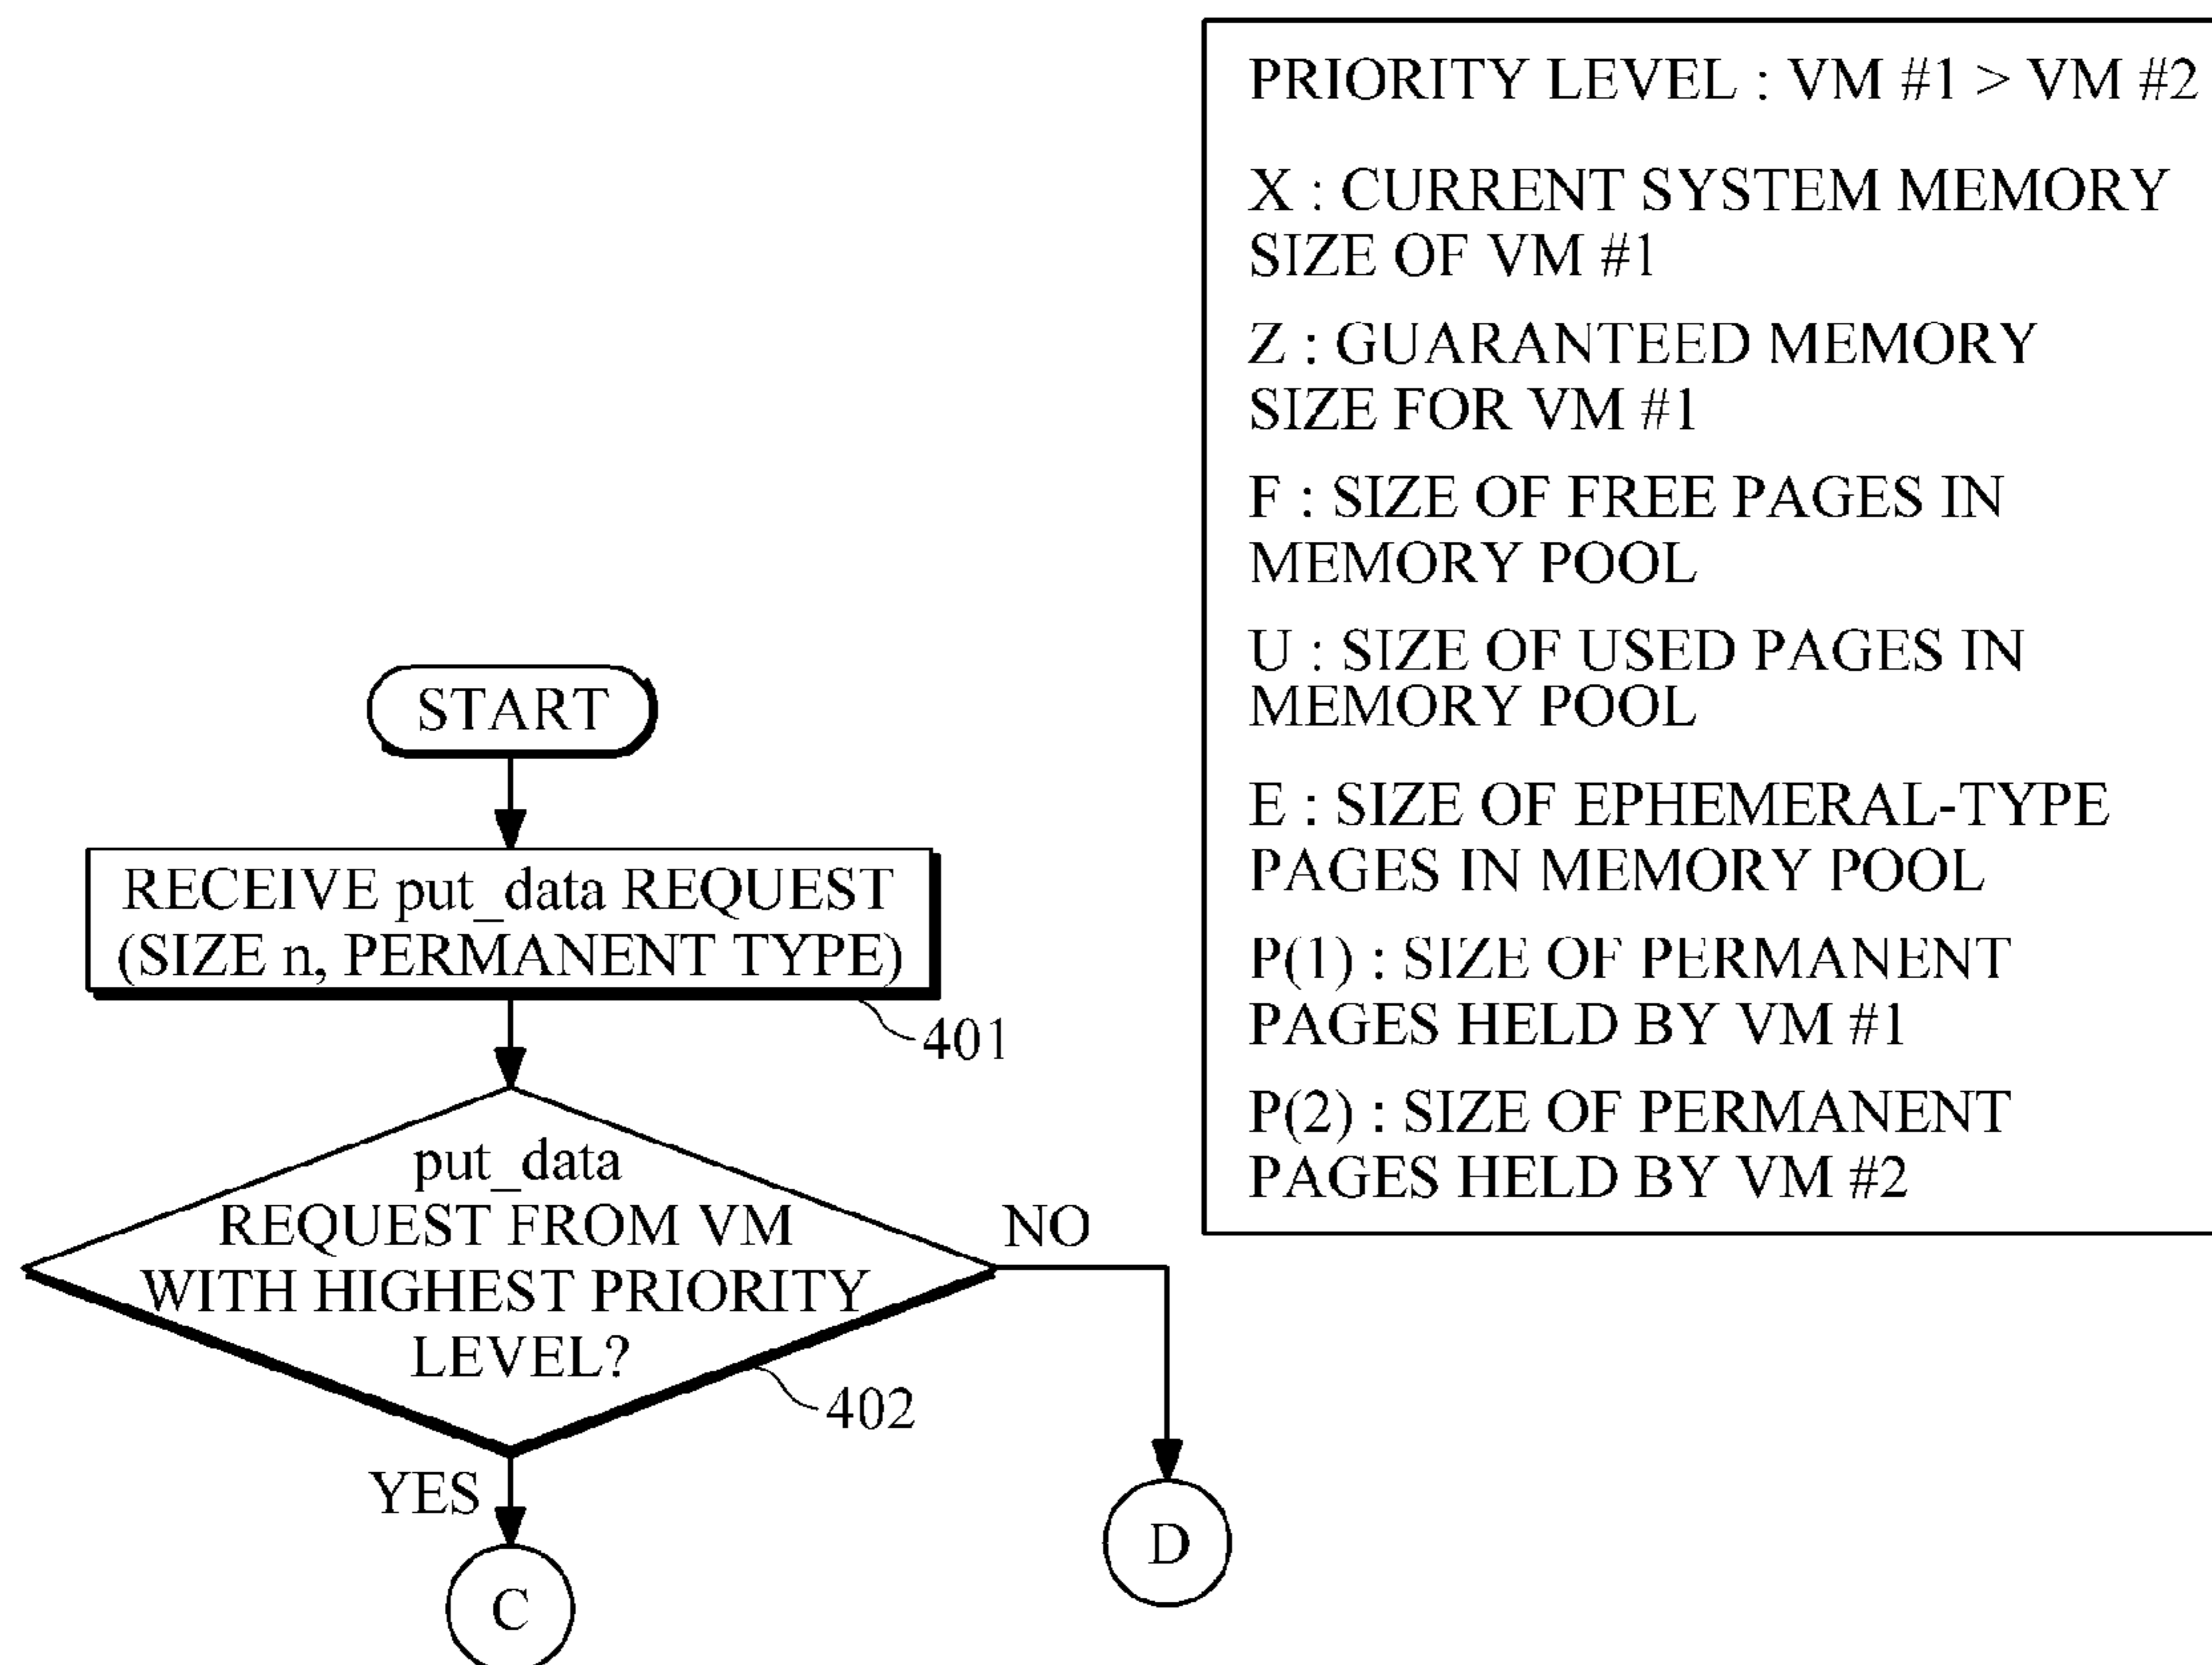 PRIORITY LEVEL : VM #1 > VM #2
X : CURRENT SYSTEM MEMORY
SIZE OF VM #1
Z : GUARANTEED MEMORY
SIZE FOR VM #1
F : SIZE OF FREE PAGES IN
MEMORY POOL
U : SIZE OF USED PAGES IN
MEMORY POOL
E : SIZE OF EPHEMERAL-TYPE
PAGES IN MEMORY POOL
P(1) : SIZE OF PERMANENT
PAGES HELD BY VM #1
P(2) : SIZE OF PERMANENT
PAGES HELD BY VM #2
START
RECEIVE put_data REQUEST
(SIZE n, PERMANENT TYPE)
401
put_data
REQUEST FROM VM
WITH HIGHEST PRIORITY
LEVEL?
402
NO
YES
D
C